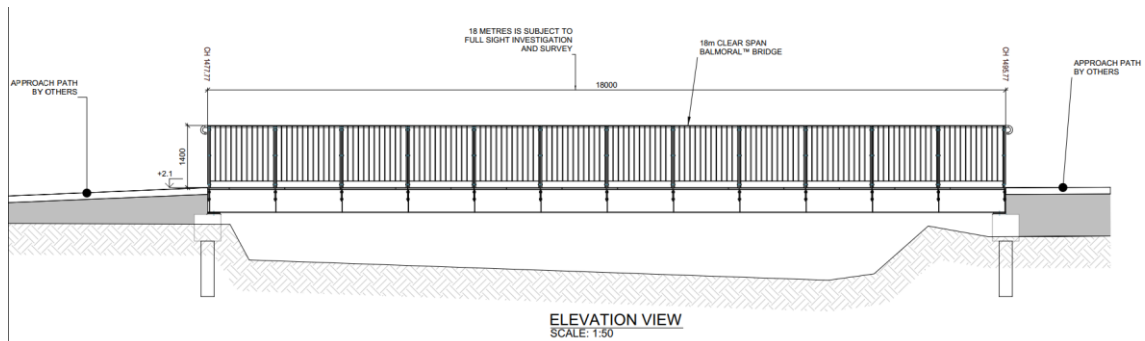 18 METRES IS SUBJECT TO
FULL SIGHT INVESTIGATION
AND SURVEY
18m CLEAR SPAN
BALMORAL™ BRIDGE
CH 1477.77
CH 1495.77
APPROACH PATH
BY OTHERS
APPROACH PATH
BY OTHERS
18000
1400
+2.1
ELEVATION VIEW
SCALE: 1:50